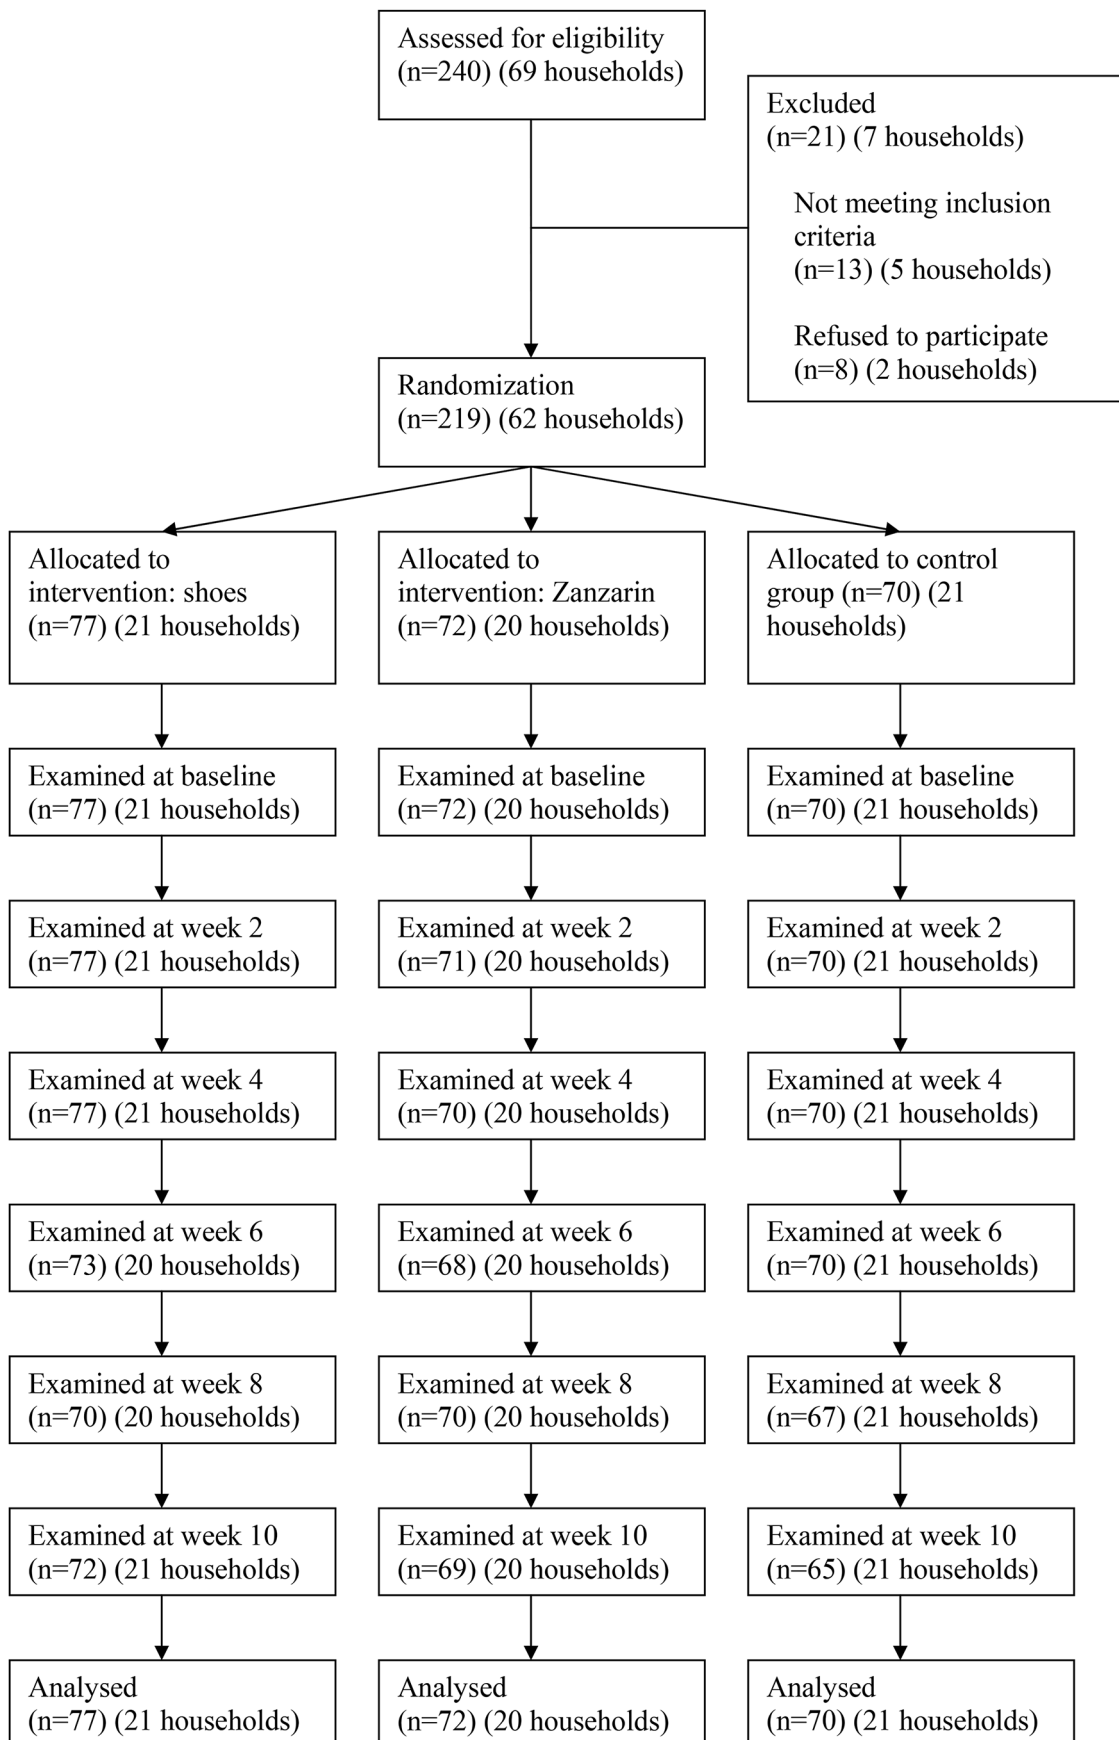 Assessed for eligibility
(n=240) (69 households)
Excluded
(n=21) (7 households)
Not meeting inclusion
criteria
(n=13) (5 households)
Refused to participate
(n=8) (2 households)
Randomization
(n=219) (62 households)
Allocated to
intervention: shoes
(n=77) (21 households)
Allocated to
intervention: Zanzarin
(n=72) (20 households)
Allocated to control
group (n=70) (21
households)
Examined at baseline
(n=77) (21 households)
Examined at baseline
(n=72) (20 households)
Examined at baseline
(n=70) (21 households)
Examined at week 2
(n=77) (21 households)
Examined at week 2
(n=71) (20 households)
Examined at week 2
(n=70) (21 households)
Examined at week 4
(n=77) (21 households)
Examined at week 4
(n=70) (20 households)
Examined at week 4
(n=70) (21 households)
Examined at week 6
(n=73) (20 households)
Examined at week 6
(n=68) (20 households)
Examined at week 6
(n=70) (21 households)
Examined at week 8
(n=70) (20 households)
Examined at week 8
(n=70) (20 households)
Examined at week 8
(n=67) (21 households)
Examined at week 10
(n=72) (21 households)
Examined at week 10
(n=69) (20 households)
Examined at week 10
(n=65) (21 households)
Analysed
(n=77) (21 households)
Analysed
(n=72) (20 households)
Analysed
(n=70) (21 households)